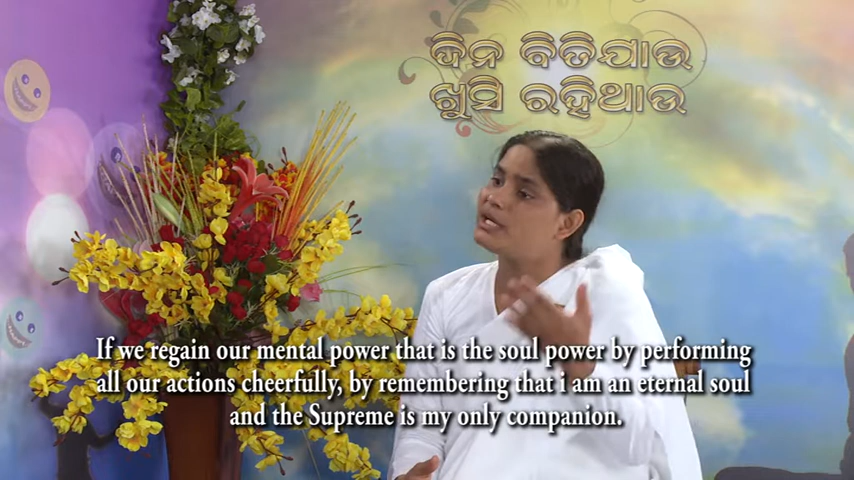 ଦିନ ବିତିଯାଉ
ଖୁସି ରହିଥାଉ
If we regain our mental power that is the soul power by performing
all our actions cheerfully, by remembering that i am an eternal soul
and the Supreme is my only companion.